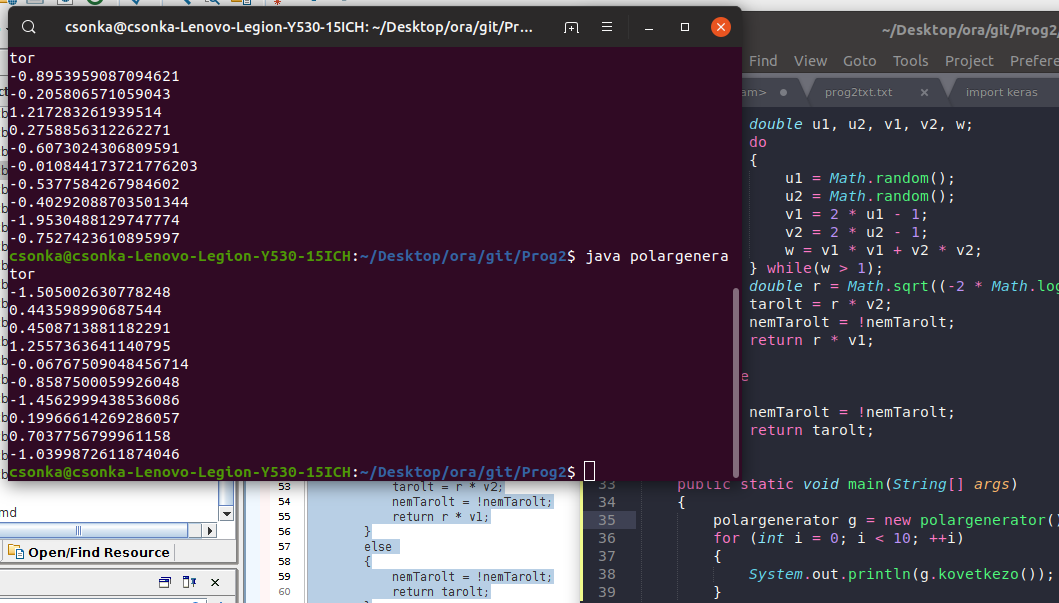 csonka@csonka-Lenovo-Legion-Y530-15ICH: ~/Desktop/ora/git/Pr...
tor
-0.8953959087094621
-0.205806571059043
1.2172832619395​14
0.2758856312262271
-0.6073024306809591
-0.010844173721776203
-0.5377584267984602
-0.40292088703501344
-1.9530488129747774
-0.7527423610895997
csonka@csonka-Lenovo-Legion-Y530-15ICH:~/Desktop/ora/git/Prog2$ java polargenera
tor
-1.505002630778248
0.443598990687544
0.4508713881182291
1.2557363641140795
-0.06767509048456714
-0.8587500059926048
-1.4562999438536086
0.19966614269286057
0.7037756799961158
-1.0399872611874046
csonka@csonka-Lenovo-Legion-Y530-15ICH:~/Desktop/ora/git/Prog2$
~/Desktop/ora/git/Prog2/
Find View Goto Tools Project Prefere
am> prog2txt.txt import keras
double u1, u2, v1, v2, w;
do
{
u1 = Math.random();
u2 = Math.random();
v1 = 2 * u1 - 1;
v2 = 2 * u2 - 1;
w = v1 * v1 + v2 * v2;
} while(w > 1);
double r = Math.sqrt((-2 * Math.log
tarolt = r * v2;
nemTarolt = !nemTarolt;
return r * v1;
e
nemTarolt = !nemTarolt;
return tarolt;
33 public static void main(String[] args)
34 {
35 polargenerator g = new polargenerator()
36 for (int i = 0; i < 10; ++i)
37 {
38 System.out.println(g.kovetkezo());
39 }
53 tarolt = r * v2;
54 nemTarolt = !nemTarolt;
55 return r * v1;
56 }
57 else
58 {
59 nemTarolt = !nemTarolt;
60 return tarolt;
md
Open/Find Resource